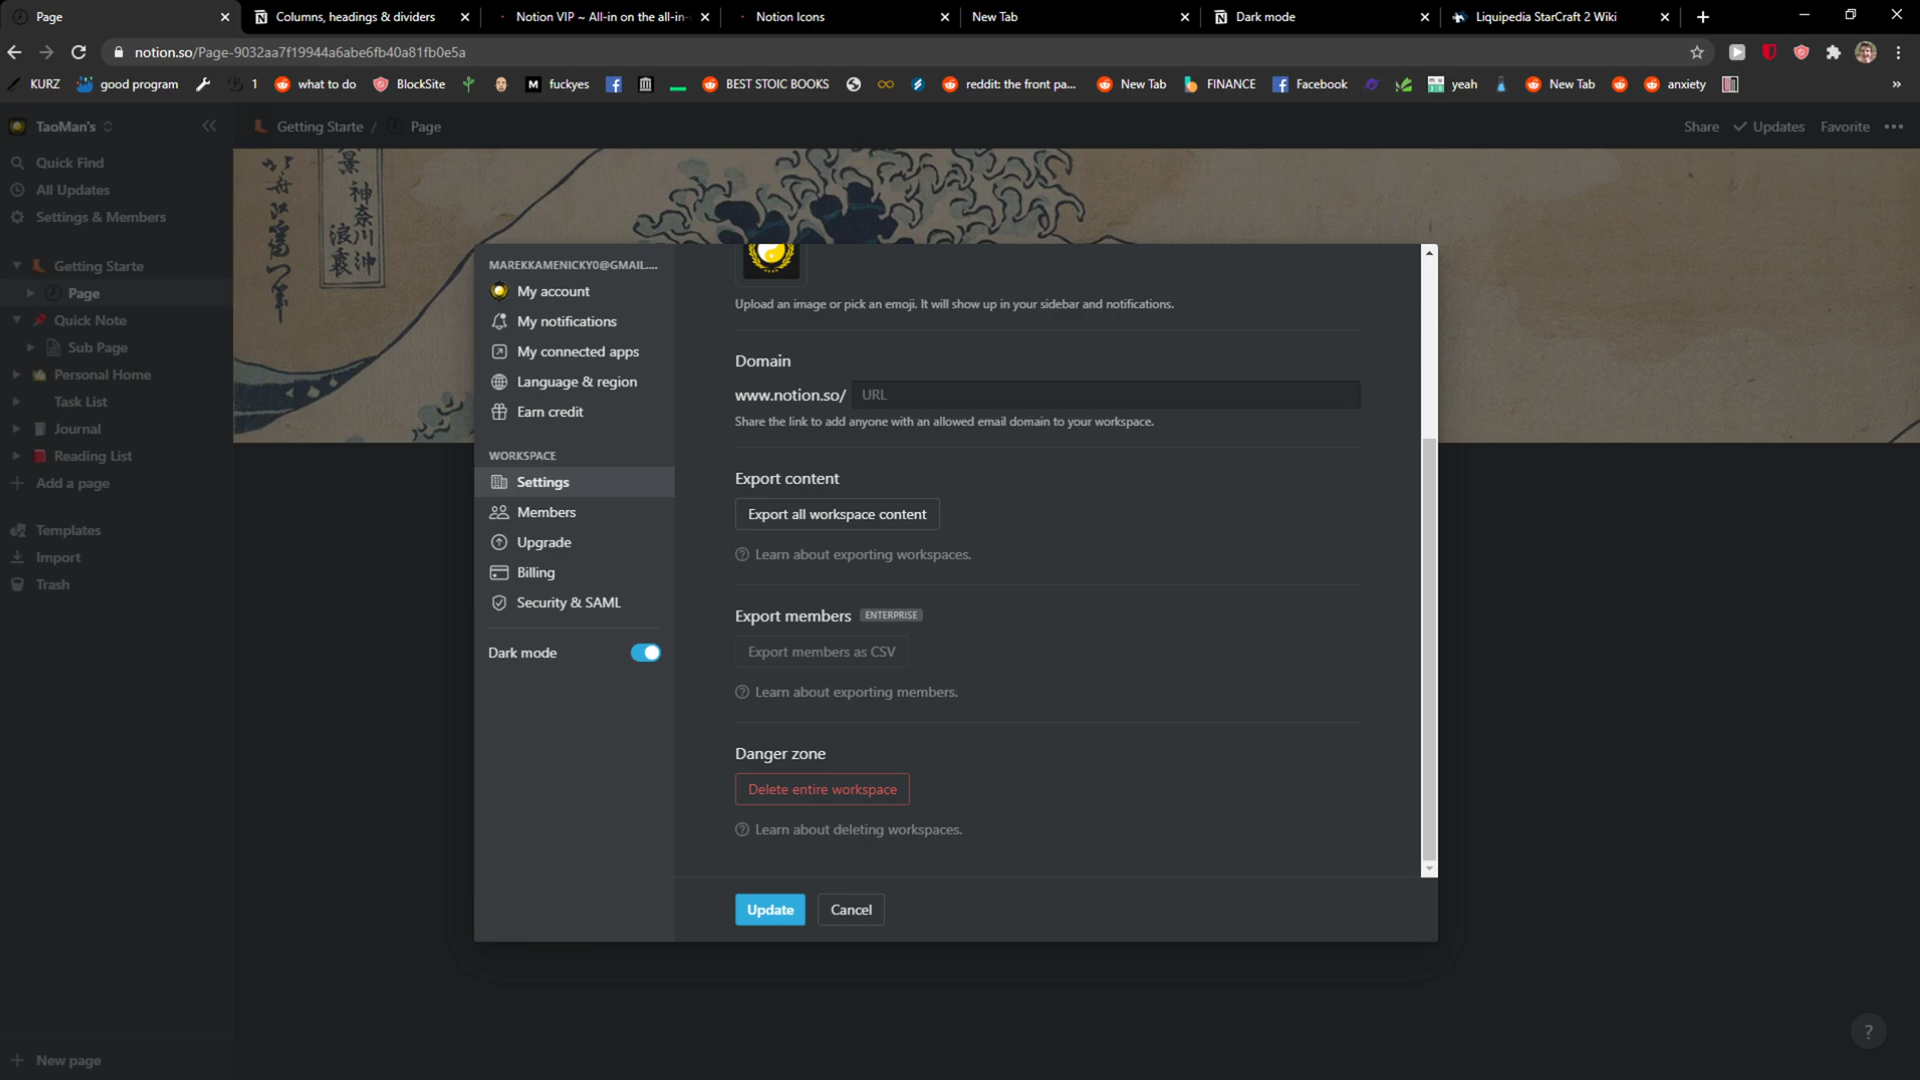 Page
Columns, headings & dividers
Notion VIP ~ All-in on the all-in-
Notion Icons
New Tab
Dark mode
Liquipedia StarCraft 2 Wiki
notion.so/Page-9032aa7f19944a6abe6fb40a81fb0e5a
KURZ
good program
1
what to do
BlockSite
fuckyes
BEST STOIC BOOKS
reddit: the front pa...
New Tab
FINANCE
Facebook
yeah
New Tab
anxiety
TaoMan's
Getting Starte / Page
Share
Updates
Favorite
Quick Find
All Updates
Settings & Members
Getting Starte
Page
Quick Note
Sub Page
Personal Home
Task List
Journal
Reading List
Add a page
Templates
Import
Trash
New page
神奈川
浪裏
MAREKKAMENICKY0@GMAIL....
My account
My notifications
My connected apps
Language & region
Earn credit
WORKSPACE
Settings
Members
Upgrade
Billing
Security & SAML
Dark mode
Upload an image or pick an emoji. It will show up in your sidebar and notifications.
Domain
www.notion.so/ URL
Share the link to add anyone with an allowed email domain to your workspace.
Export content
Export all workspace content
Learn about exporting workspaces.
Export members ENTERPRISE
Export members as CSV
Learn about exporting members.
Danger zone
Delete entire workspace
Learn about deleting workspaces.
Update
Cancel
?